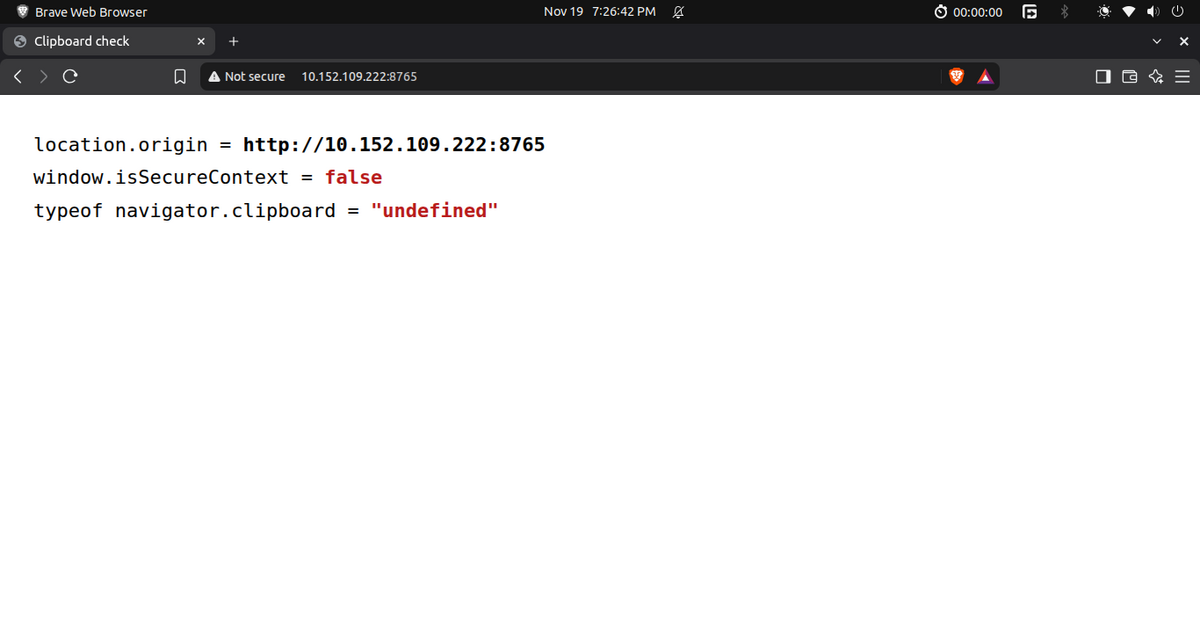 Brave Web Browser
Nov 19 7:26:42 PM
00:00:00
Clipboard check
Not secure 10.152.109.222:8765
location.origin = http://10.152.109.222:8765
window.isSecureContext = false
typeof navigator.clipboard = "undefined"